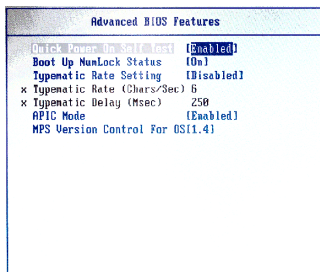 Advanced BIOS Features
Quick Power On Self Test [Enabled]
Boot Up NumLock Status [On]
Typematic Rate Setting [Disabled]
x Typematic Rate (Chars/Sec) 6
x Typematic Delay (Msec) 250
APIC Mode [Enabled]
MPS Version Control For OS[1.4]